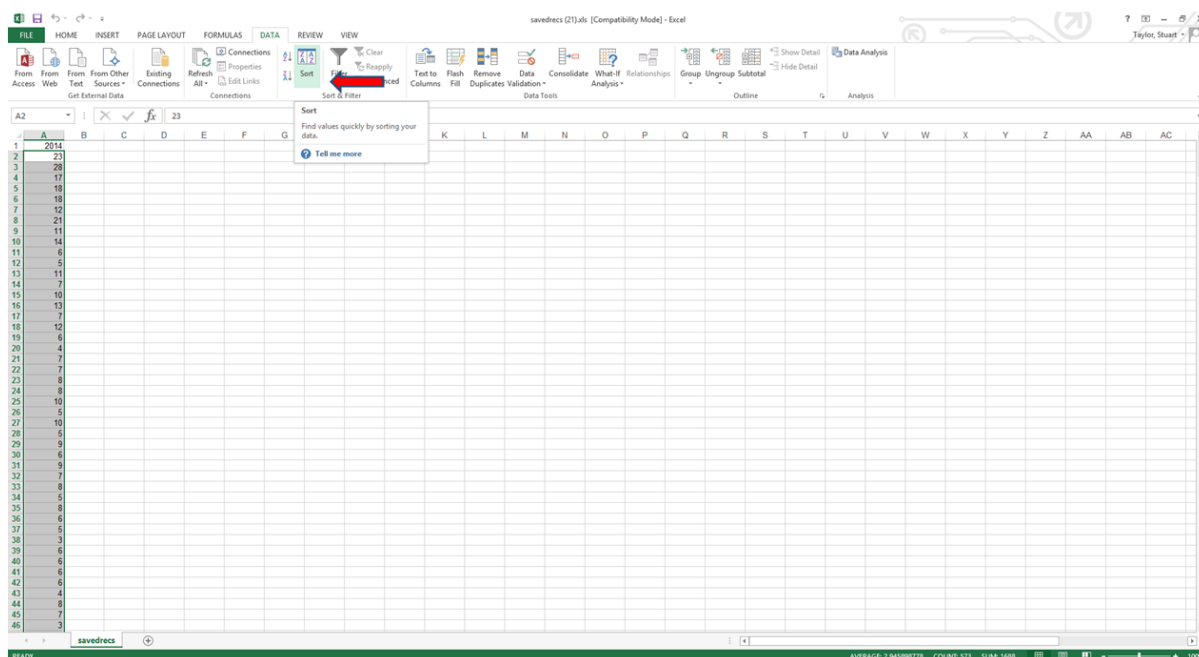 savedrecs (21).xls [Compatibility Mode] - Excel
FILE HOME INSERT PAGE LAYOUT FORMULAS DATA REVIEW VIEW
Taylor, Stuart
From Access
From Web
From Text
From Other Sources
Existing Connections
Refresh All
Connections
Properties
Edit Links
Sort
Clear
Reapply
Text to Columns
Flash Fill
Remove Duplicates
Data Validation
Consolidate
What-If Analysis
Relationships
Group
Ungroup
Subtotal
Show Detail
Hide Detail
Data Analysis
Get External Data
Connections
Sort & Filter
Data Tools
Outline
Analysis
A2 fx 23
Sort
Find values quickly by sorting your
data.
Tell me more
A B C D E F G K L M N O P Q R S T U V W X Y Z AA AB AC
1 2014
2 23
3 28
4 17
5 18
6 18
7 12
8 21
9 11
10 14
11 6
12 5
13 11
14 7
15 10
16 13
17 7
18 12
19 6
20 4
21 7
22 7
23 8
24 8
25 10
26 5
27 10
28 5
29 9
30 6
31 9
32 7
33 8
34 5
35 8
36 6
37 5
38 3
39 6
40 6
41 6
42 6
43 4
44 8
45 7
46 3
savedrecs
READY AVERAGE: 2.945898778 COUNT: 573 SUM: 1688